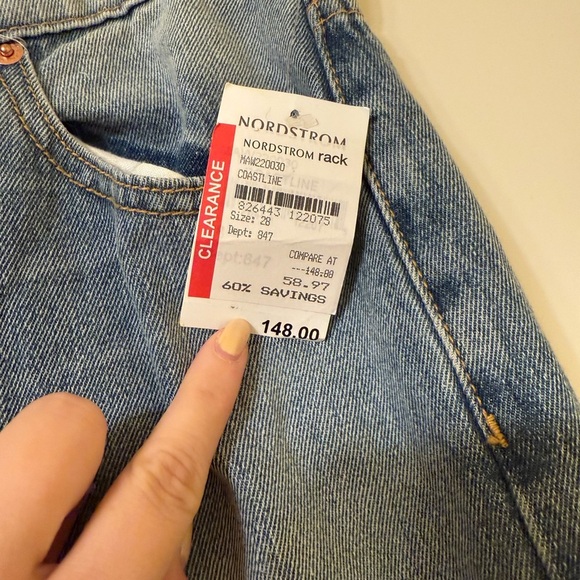 NORDSTROM
NORDSTROM rack
MAW220030
COASTLINE
826443 122075
Size: 28
Dept: 847
CLEARANCE
COMPARE AT
---148.00
58.97
60% SAVINGS
148.00